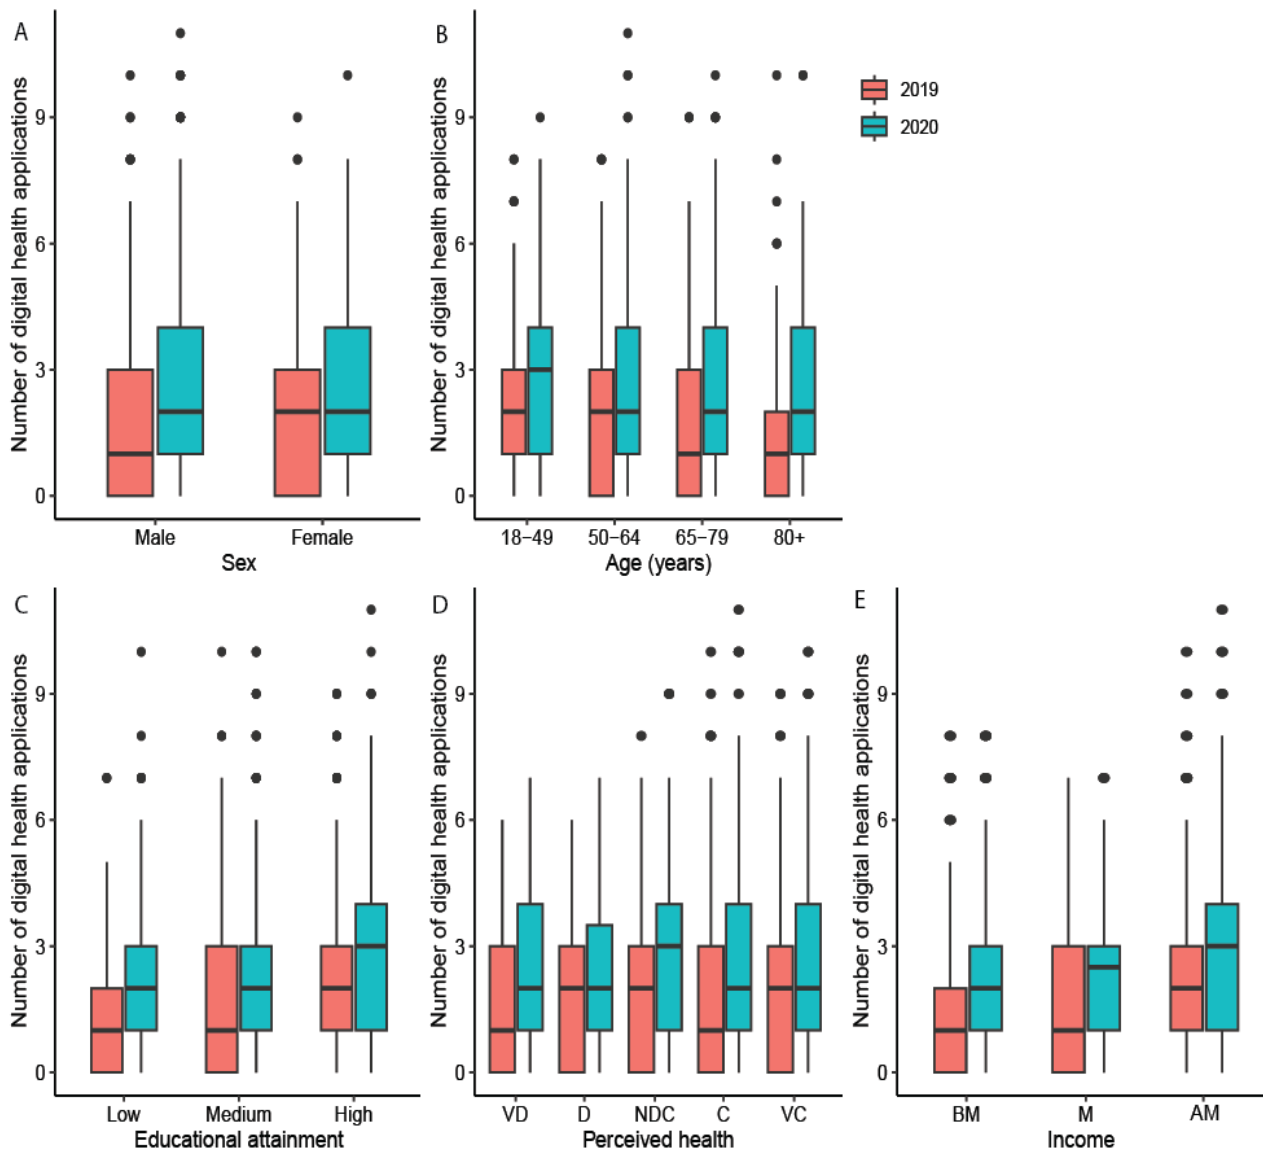 A
Number of digital health applications
9
6
3
0
Male Female
Sex
B
Number of digital health applications
9
6
3
0
18−49 50−64 65−79 80+
Age (years)
2019
2020
C
Number of digital health applications
9
6
3
0
Low Medium High
Educational attainment
D
Number of digital health applications
9
6
3
0
VD D NDC C VC
Perceived health
E
Number of digital health applications
9
6
3
0
BM M AM
Income